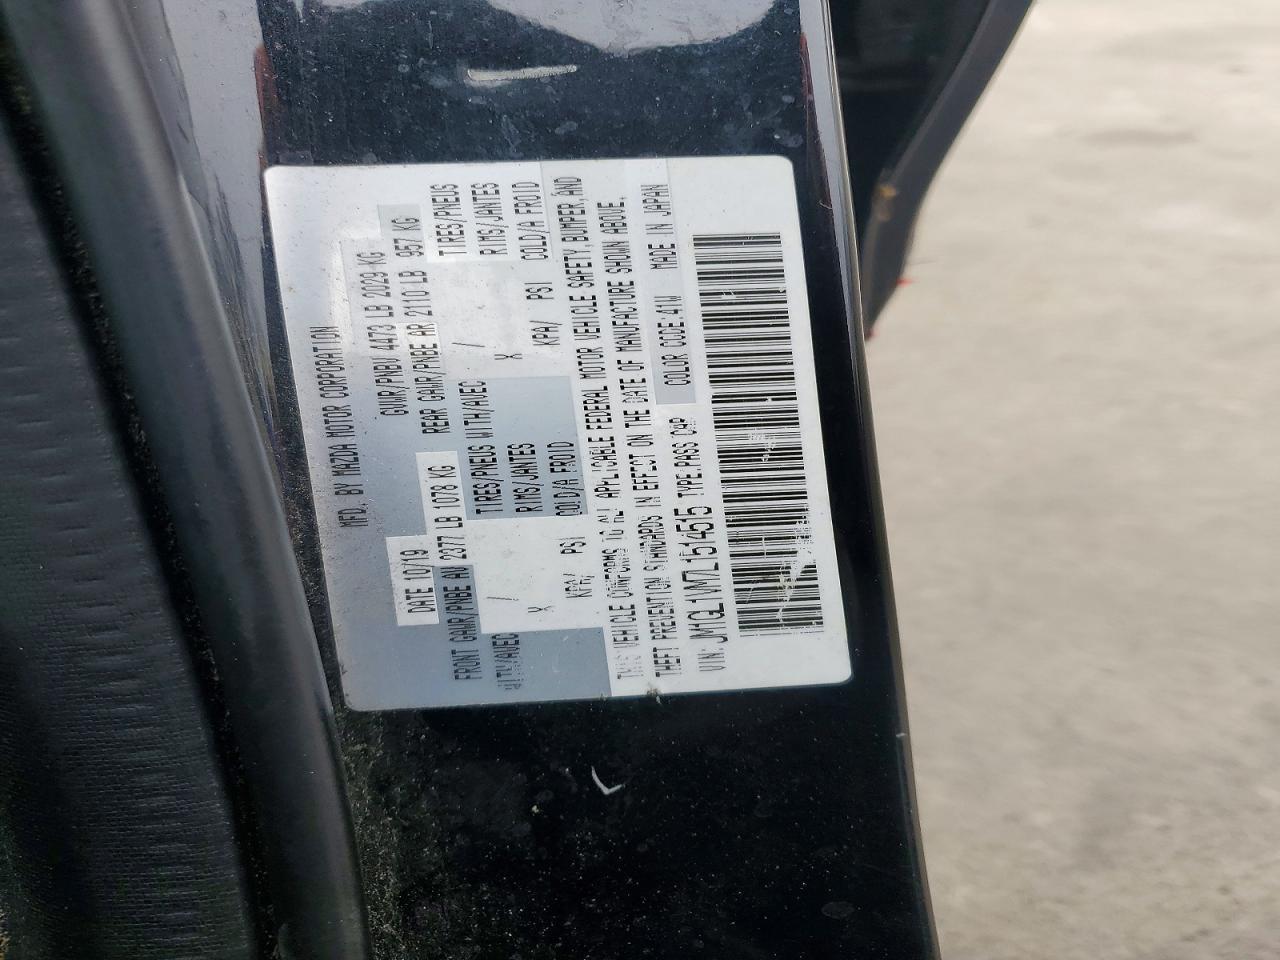 MFD. BY MAZDA MOTOR CORPORATION
DATE 10/19 GVWR/PNBV 4473 LB 2029 KG
FRONT GAWR/PNBE AV 2377 LB 1078 KG REAR GAWR/PNBE AR 2110 LB 957 KG
WITH/AVEC / TIRES/PNEUS WITH/AVEC / TIRES/PNEUS
X RIMS/JANTES X RIMS/JANTES
KPA/ PSI COLD/A FROID KPA/ PSI COLD/A FROID
THIS VEHICLE CONFORMS TO ALL APPLICABLE FEDERAL MOTOR VEHICLE SAFETY, BUMPER, AND
THEFT PREVENTION STANDARDS IN EFFECT ON THE DATE OF MANUFACTURE SHOWN ABOVE.
VIN: JM1GL1VM7L1514515 TYPE:PASS CAR COLOR CODE:41W MADE IN JAPAN